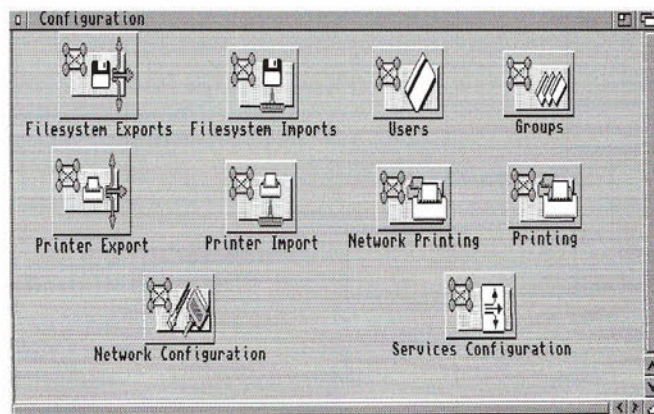 Configuration
Filesystem Exports Filesystem Imports Users Groups
Printer Export Printer Import Network Printing Printing
Network Configuration Services Configuration